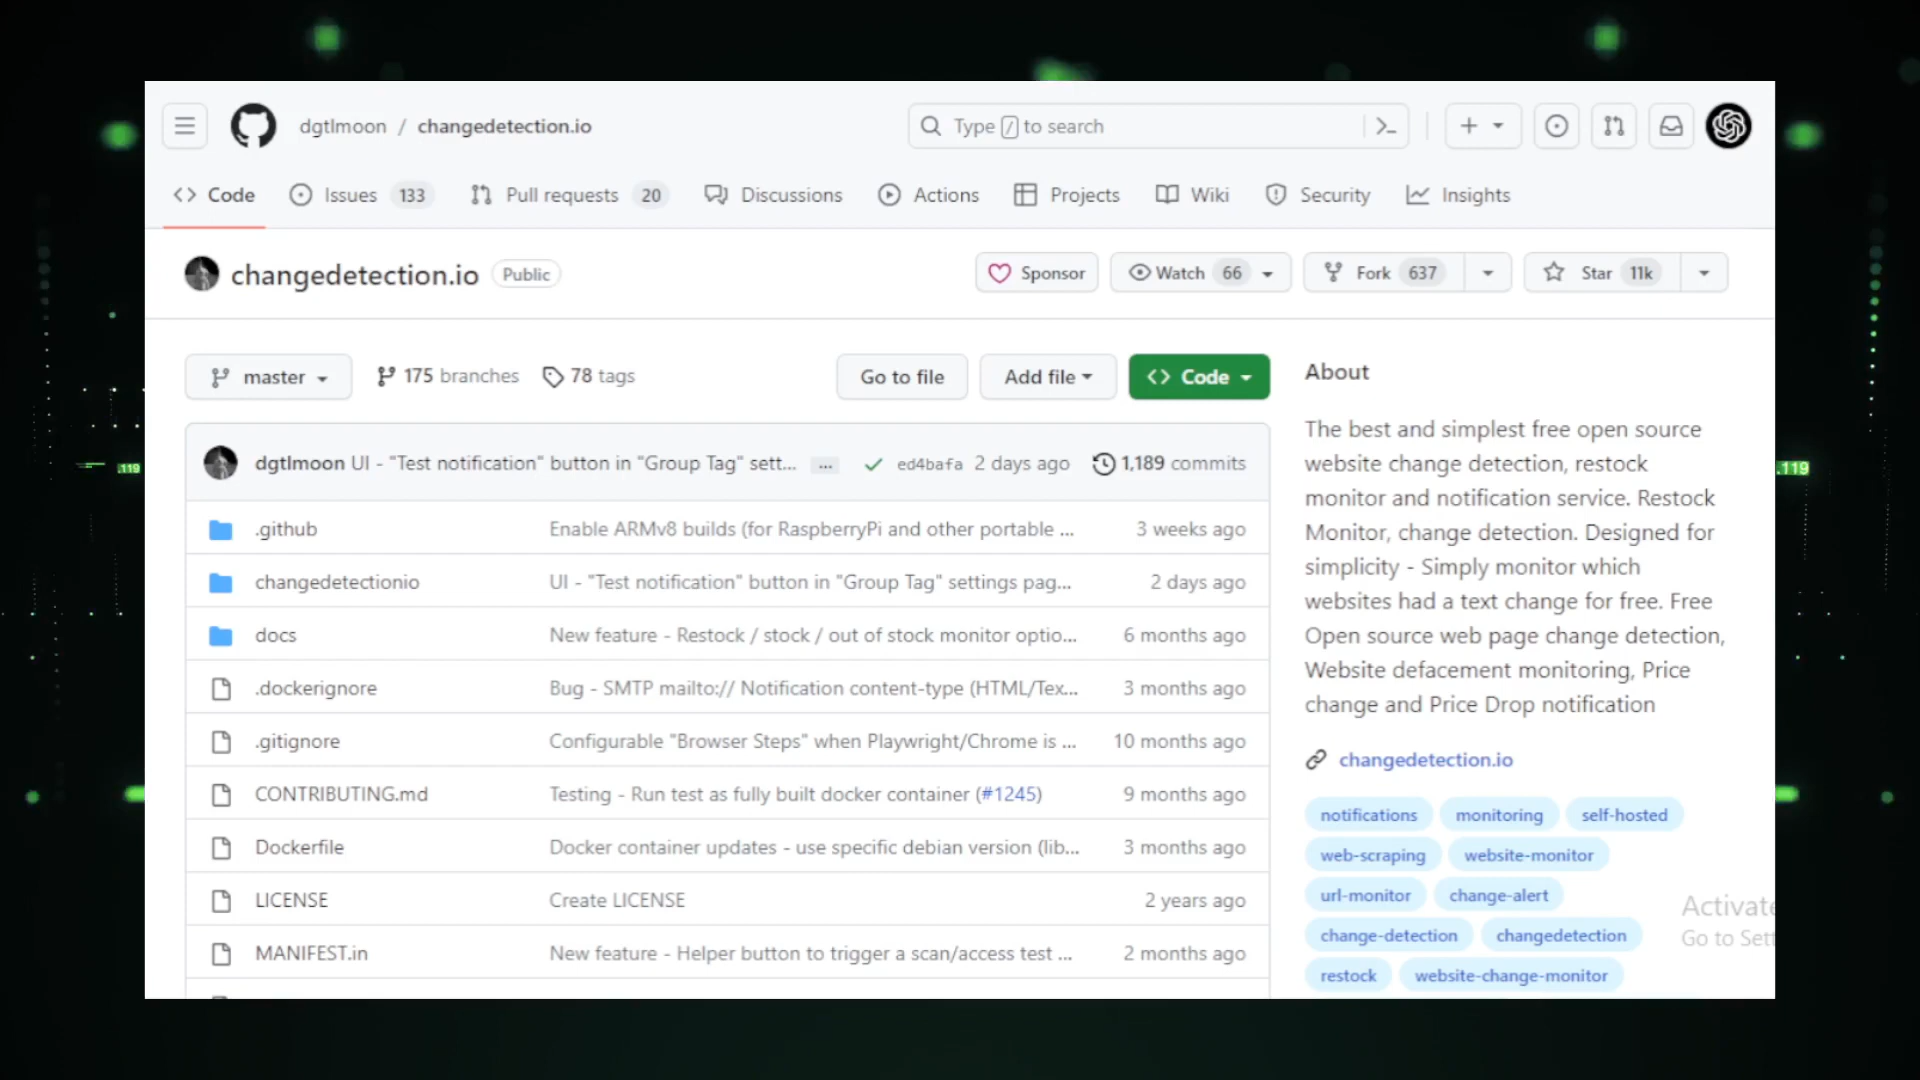 dgtlmoon / changedetection.io
Type / to search
Code
Issues 133
Pull requests 20
Discussions
Actions
Projects
Wiki
Security
Insights
changedetection.io Public
Sponsor
Watch 66
Fork 637
Star 11k
master
175 branches
78 tags
Go to file
Add file
Code
dgtlmoon UI - "Test notification" button in "Group Tag" sett... ... ed4bafa 2 days ago 1,189 commits
.github Enable ARMv8 builds (for RaspberryPi and other portable ... 3 weeks ago
changedetectionio UI - "Test notification" button in "Group Tag" settings pag... 2 days ago
docs New feature - Restock / stock / out of stock monitor optio... 6 months ago
.dockerignore Bug - SMTP mailto:// Notification content-type (HTML/Tex... 3 months ago
.gitignore Configurable "Browser Steps" when Playwright/Chrome is ... 10 months ago
CONTRIBUTING.md Testing - Run test as fully built docker container (#1245) 9 months ago
Dockerfile Docker container updates - use specific debian version (lib... 3 months ago
LICENSE Create LICENSE 2 years ago
MANIFEST.in New feature - Helper button to trigger a scan/access test ... 2 months ago
About
The best and simplest free open source
website change detection, restock
monitor and notification service. Restock
Monitor, change detection. Designed for
simplicity - Simply monitor which
websites had a text change for free. Free
Open source web page change detection,
Website defacement monitoring, Price
change and Price Drop notification
changedetection.io
notifications monitoring self-hosted
web-scraping website-monitor
url-monitor change-alert
change-detection changedetection
restock website-change-monitor
Activate
Go to Sett
.119
.119